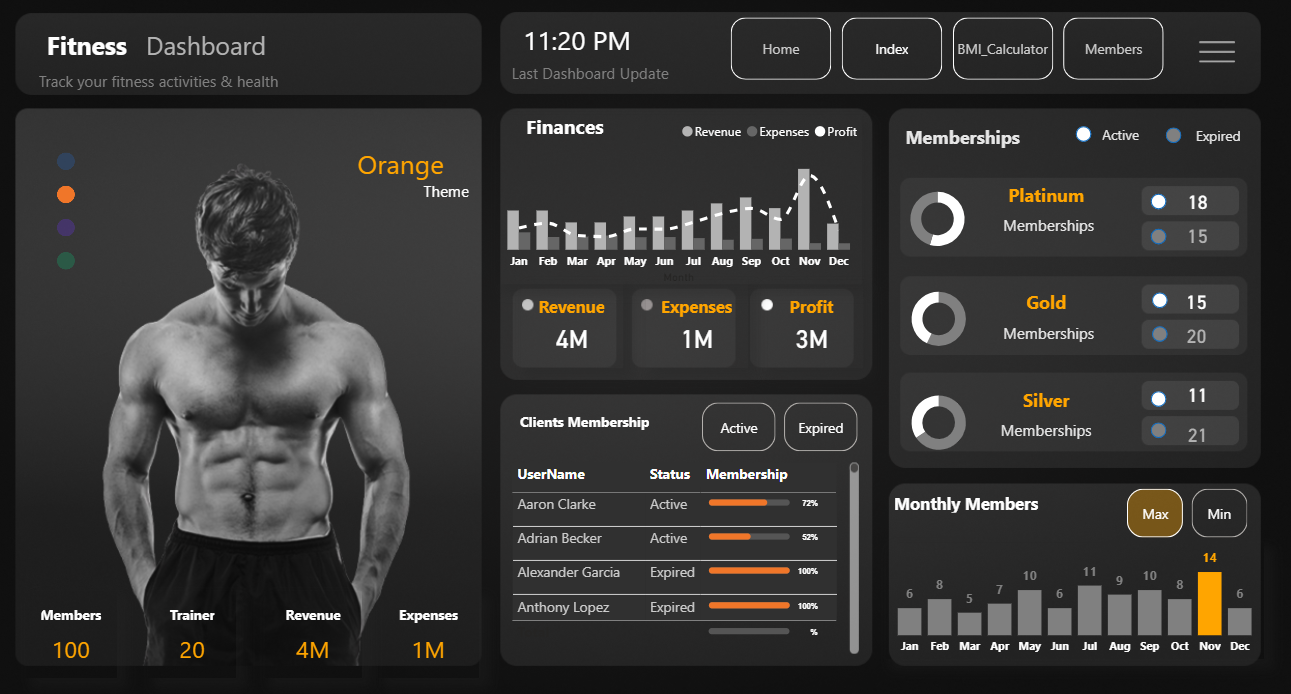 Fitness Dashboard
Track your fitness activities & health
11:20 PM
Last Dashboard Update
Home
Index
BMI_Calculator
Members
Orange
Theme
Members
Trainer
Revenue
Expenses
100
20
4M
1M
Finances
Revenue Expenses Profit
Jan Feb Mar Apr May Jun Jul Aug Sep Oct Nov Dec
Month
Revenue
4M
Expenses
1M
Profit
3M
Clients Membership
Active
Expired
UserName Status Membership
Aaron Clarke Active 72%
Adrian Becker Active 52%
Alexander Garcia Expired 100%
Anthony Lopez Expired 100%
%
Memberships
Active
Expired
Platinum
Memberships
18
15
Gold
Memberships
15
20
Silver
Memberships
11
21
Monthly Members
Max
Min
6 8 5 7 10 6 11 9 10 8 14 6
Jan Feb Mar Apr May Jun Jul Aug Sep Oct Nov Dec